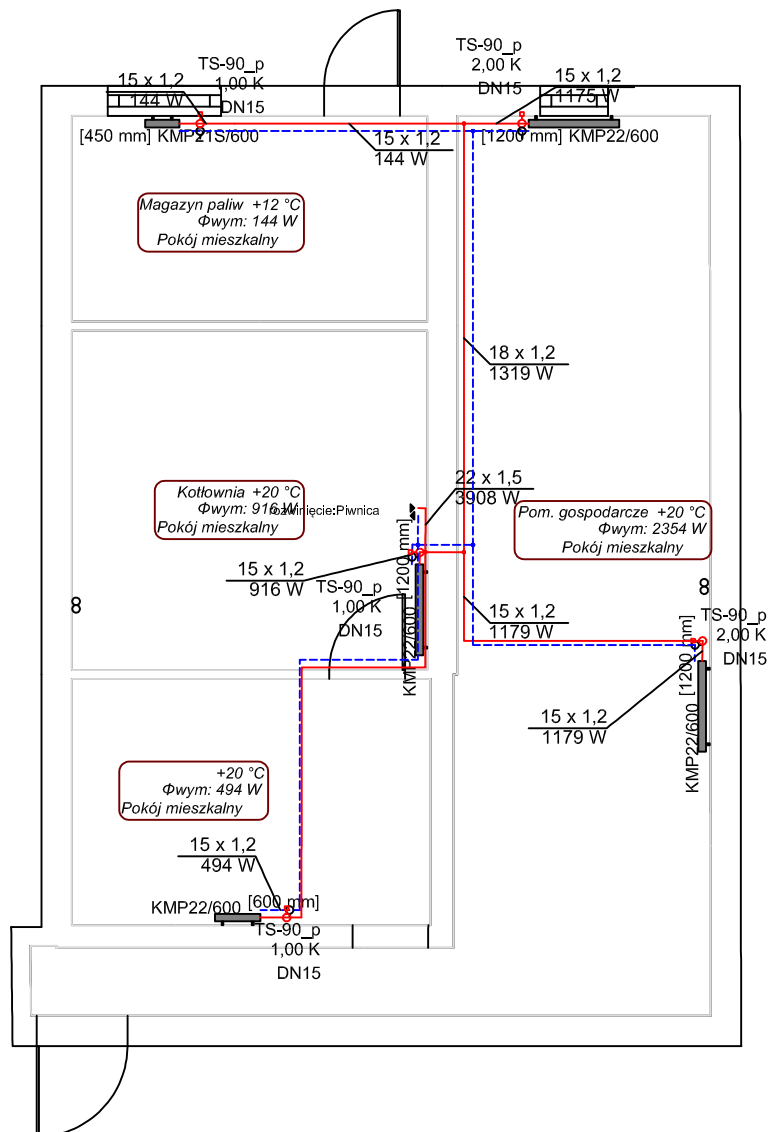 TS-90_p
1,00 K
DN15
15 x 1,2
144 W
TS-90_p
2,00 K
DN15
15 x 1,2
1175 W
[450 mm] KMP21S/600
15 x 1,2
144 W
[1200 mm] KMP22/600
Magazyn paliw +12 °C
Φwym: 144 W
Pokój mieszkalny
18 x 1,2
1319 W
22 x 1,5
3908 W
Kotłownia +20 °C
Φwym: 916 W
Pokój mieszkalny
rozwinięcie:Piwnica
Pom. gospodarcze +20 °C
Φwym: 2354 W
Pokój mieszkalny
15 x 1,2
916 W
TS-90_p
1,00 K
DN15
KMP22/600 [1200 mm]
8
8
15 x 1,2
1179 W
TS-90_p
2,00 K
DN15
KMP22/600 [1200 mm]
15 x 1,2
1179 W
+20 °C
Φwym: 494 W
Pokój mieszkalny
15 x 1,2
494 W
KMP22/600 [600 mm]
TS-90_p
1,00 K
DN15